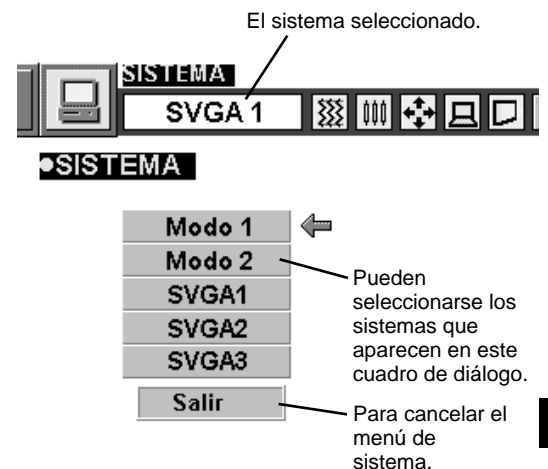 El sistema seleccionado.
SISTEMA
SVGA 1
●SISTEMA
Modo 1
Modo 2
SVGA1
SVGA2
SVGA3
Salir
Pueden
seleccionarse los
sistemas que
aparecen en este
cuadro de diálogo.
Para cancelar el
menú de
sistema.